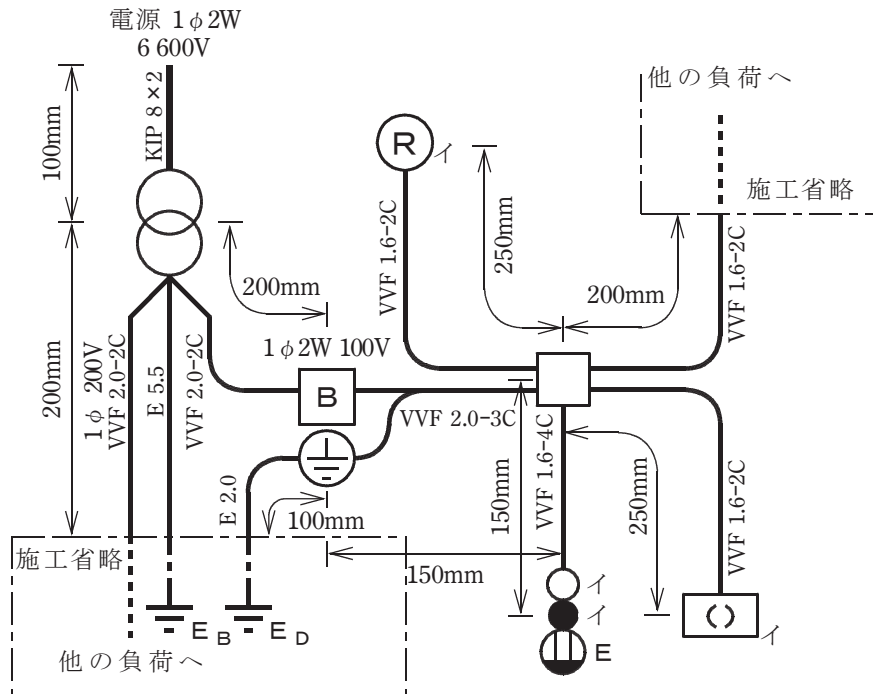 電源 1φ2W
6 600V
他の負荷へ
100mm
KIP 8×2
R
イ
施工省略
VVF 1.6-2C
250mm
VVF 1.6-2C
200mm
200mm
1φ2W 100V
200mm
1φ 200V
VVF 2.0-2C
E 5.5
VVF 2.0-2C
B
VVF 2.0-3C
VVF 1.6-4C
E 2.0
100mm
150mm
250mm
VVF 1.6-2C
施工省略
150mm
イ
イ
E
イ
EB
ED
他の負荷へ